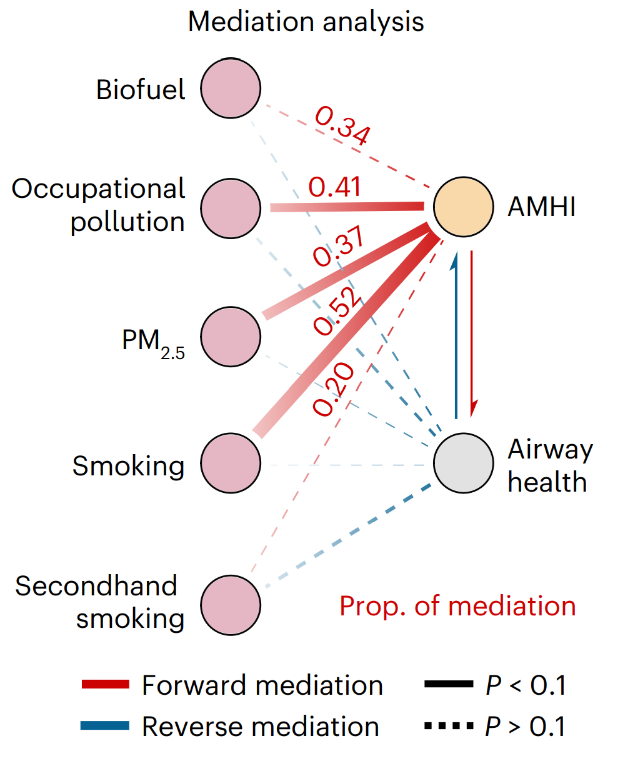 Mediation analysis
Biofuel
0.34
Occupational
pollution
0.41
AMHI
0.37
PM2.5
0.52
0.20
Smoking
Airway
health
Secondhand
smoking
Prop. of mediation
Forward mediation
P < 0.1
Reverse mediation
P > 0.1